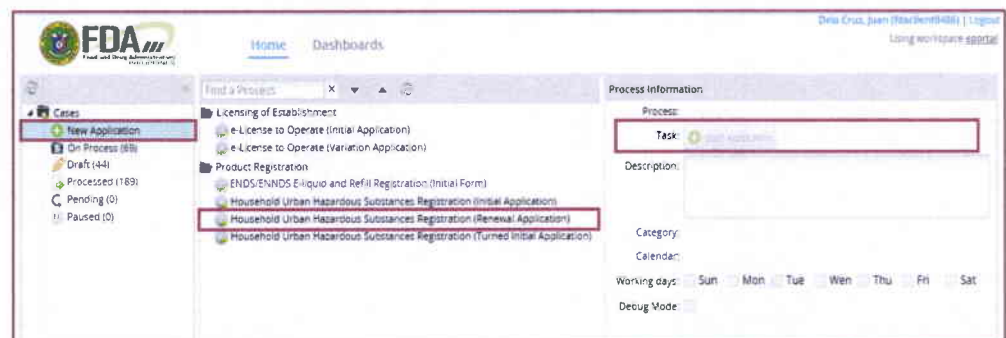 FDA
Food and Drug Administration
PHILIPPINES
Home Dashboards
Dela Cruz, Juan | Logout
Using workspace eportal
Find a Process
Process Information
Cases
New Application
On Process (69)
Draft (44)
Processed (189)
Pending (0)
Paused (0)
Licensing of Establishment
e-License to Operate (Initial Application)
e-License to Operate (Variation Application)
Product Registration
ENDS/ENNDS E-liquid and Refill Registration (Initial Form)
Household Urban Hazardous Substances Registration (Initial Application)
Household Urban Hazardous Substances Registration (Renewal Application)
Household Urban Hazardous Substances Registration (Turned Initial Application)
Process:
Task:
Description:
Category:
Calendar:
Working days: Sun Mon Tue Wen Thu Fri Sat
Debug Mode: